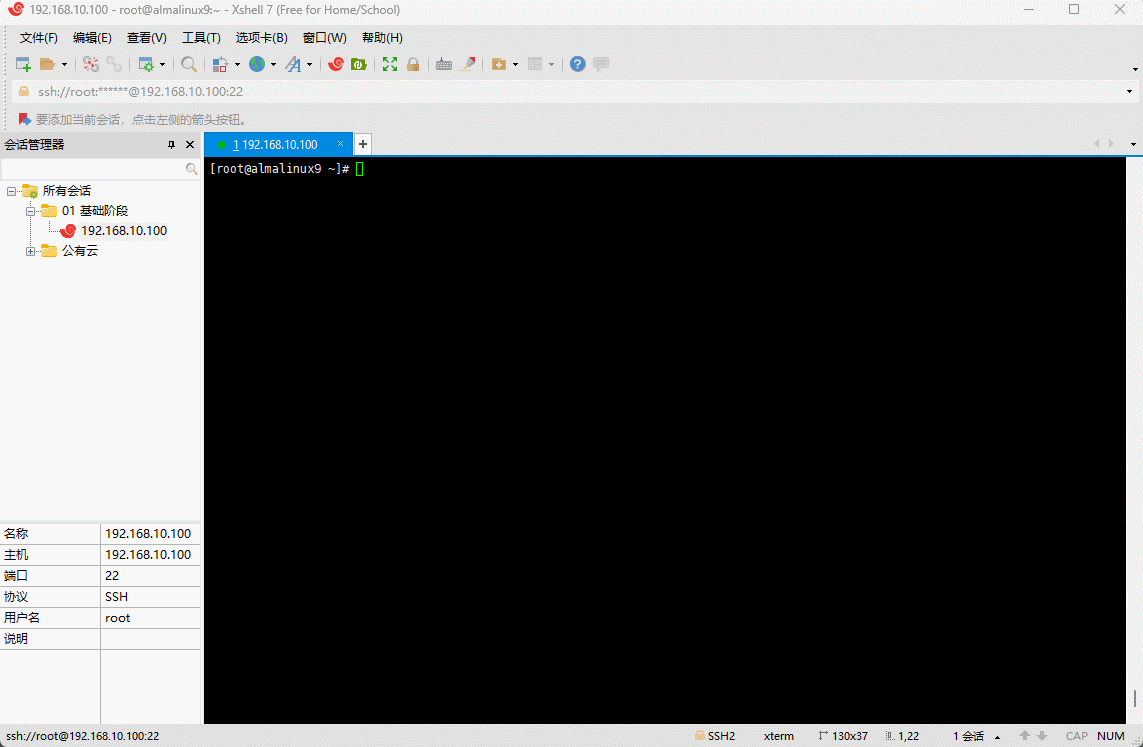 192.168.10.100 - root@almalinux9:~ - Xshell 7 (Free for Home/School)
文件(F) 编辑(E) 查看(V) 工具(T) 选项卡(B) 窗口(W) 帮助(H)
ssh://root:******@192.168.10.100:22
要添加当前会话，点击左侧的箭头按钮。
会话管理器
1 192.168.10.100
[root@almalinux9 ~]#
所有会话
01 基础阶段
192.168.10.100
公有云
名称 192.168.10.100
主机 192.168.10.100
端口 22
协议 SSH
用户名 root
说明
ssh://root@192.168.10.100:22 SSH2 xterm 130x37 1,22 1 会话 CAP NUM